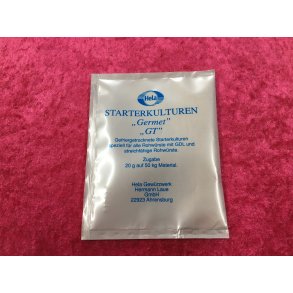 Hela
STARTERKULTUREN
„Germet"
„GT"
Gefriergetrocknete Starterkulturen
speziell für alle Rohwürste mit GDL und
streichfähige Rohwürste.
Zugabe
20 g auf 50 kg Material.
Hela Gewürzwerk
Hermann Laue
GmbH
22923 Ahrensburg